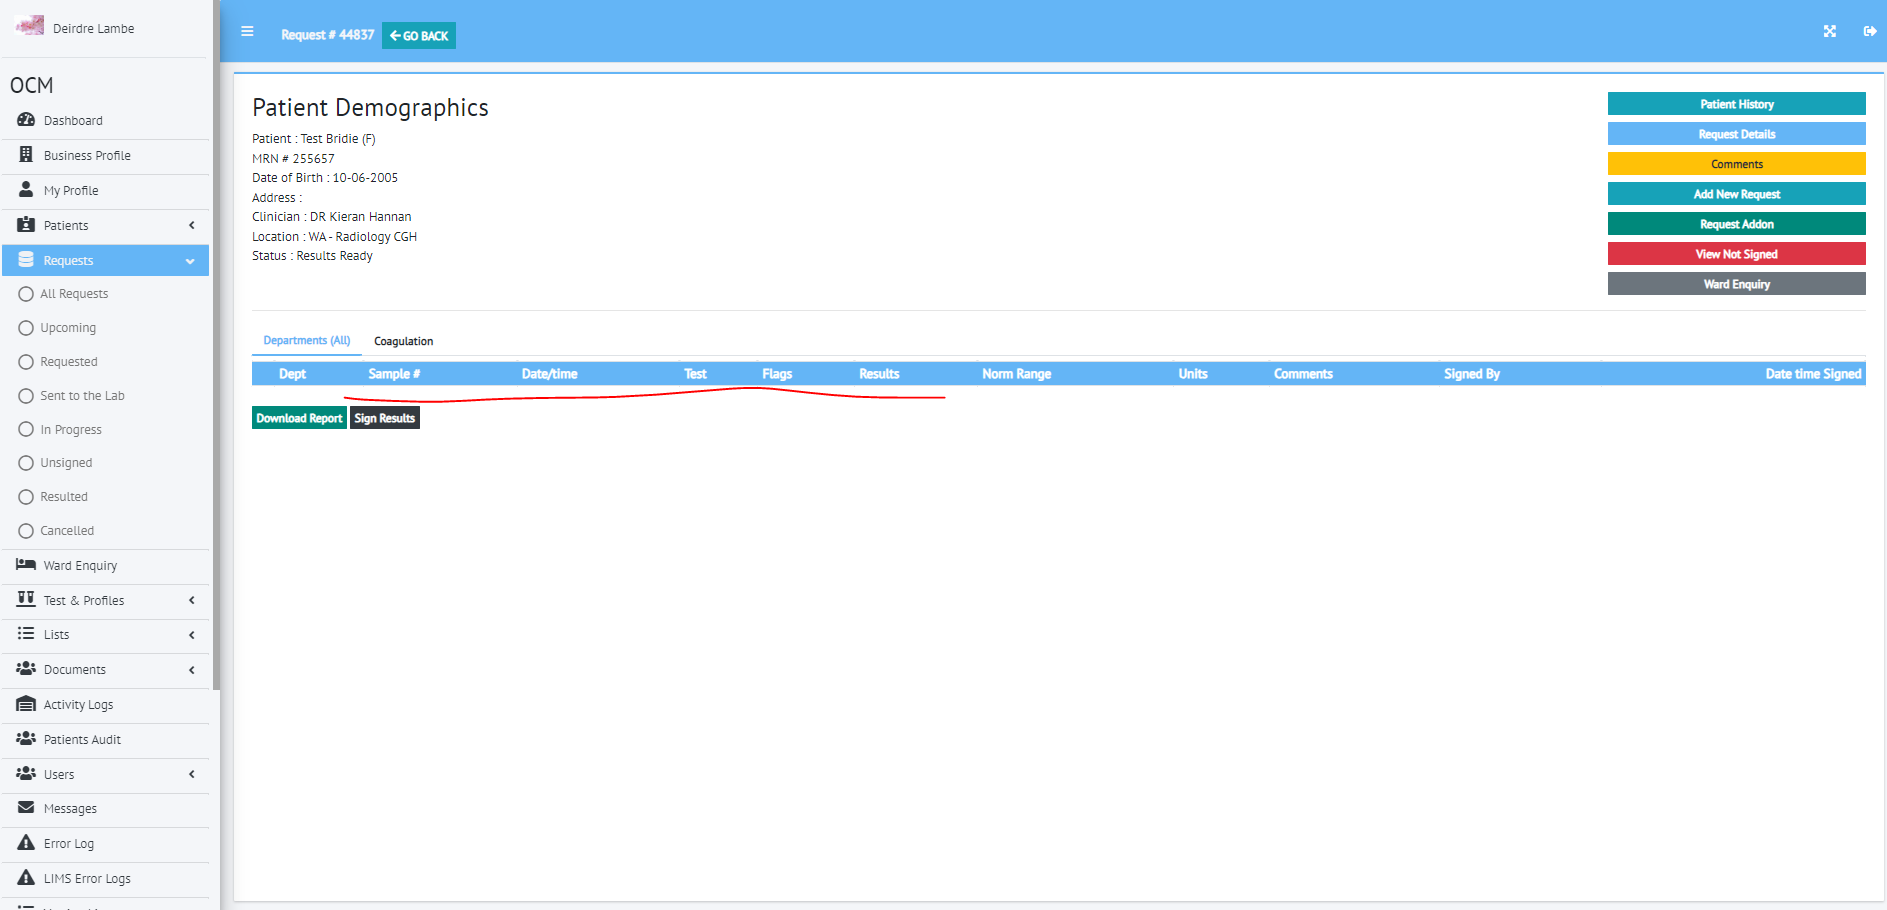 Deirdre Lambe
OCM
Dashboard
Business Profile
My Profile
Patients
Requests
All Requests
Upcoming
Requested
Sent to the Lab
In Progress
Unsigned
Resulted
Cancelled
Ward Enquiry
Test & Profiles
Lists
Documents
Activity Logs
Patients Audit
Users
Messages
Error Log
LIMS Error Logs
Request # 44837 GO BACK
Patient Demographics
Patient : Test Bridie (F)
MRN # 255657
Date of Birth : 10-06-2005
Address :
Clinician : DR Kieran Hannan
Location : WA - Radiology CGH
Status : Results Ready
Patient History
Request Details
Comments
Add New Request
Request Addon
View Not Signed
Ward Enquiry
Departments (All) Coagulation
Dept Sample # Date/time Test Flags Results Norm Range Units Comments Signed By Date time Signed
Download Report Sign Results